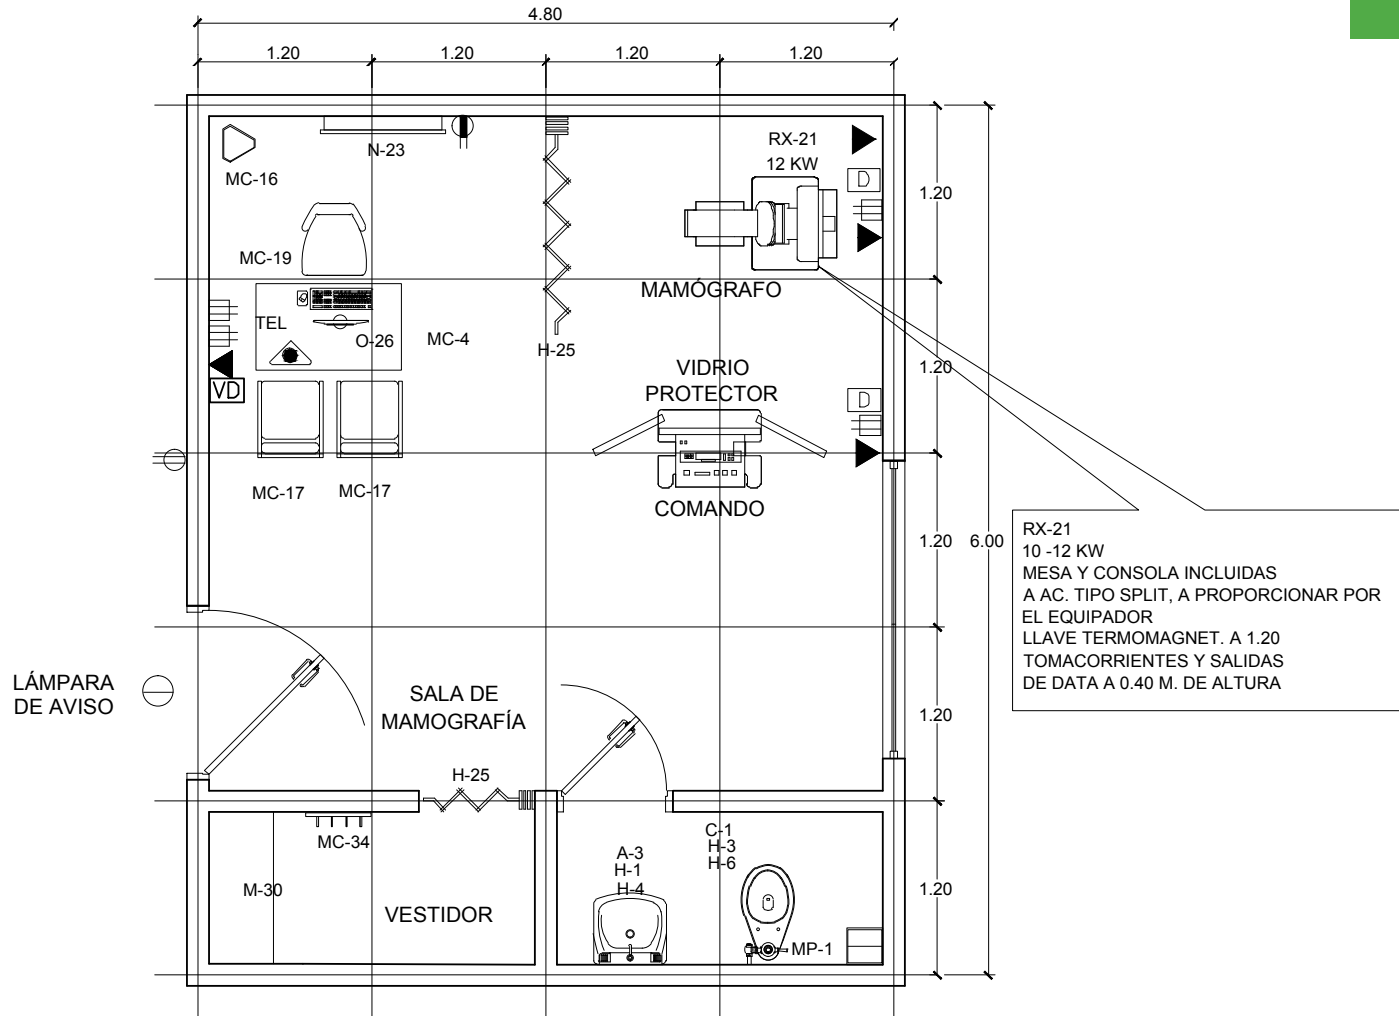 4.80
1.20
1.20
1.20
1.20
RX-21
12 KW
N-23
MC-16
D
1.20
MC-19
MAMÓGRAFO
TEL
O-26
MC-4
H-25
VIDRIO
PROTECTOR
1.20
VD
D
MC-17
MC-17
COMANDO
1.20
6.00
RX-21
10 -12 KW
MESA Y CONSOLA INCLUIDAS
A AC. TIPO SPLIT, A PROPORCIONAR POR
EL EQUIPADOR
LLAVE TERMOMAGNET. A 1.20
TOMACORRIENTES Y SALIDAS
DE DATA A 0.40 M. DE ALTURA
LÁMPARA
DE AVISO
SALA DE
MAMOGRAFÍA
1.20
H-25
MC-34
C-1
H-3
H-6
A-3
H-1
H-4
M-30
VESTIDOR
1.20
MP-1